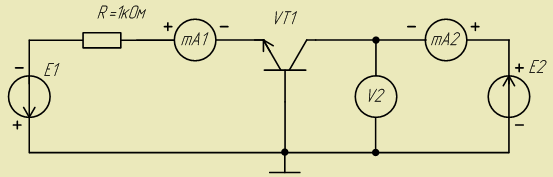 R=1кОм
VT1
+ mA1 -
- mA2 +
- E1 +
V2
+ E2 -